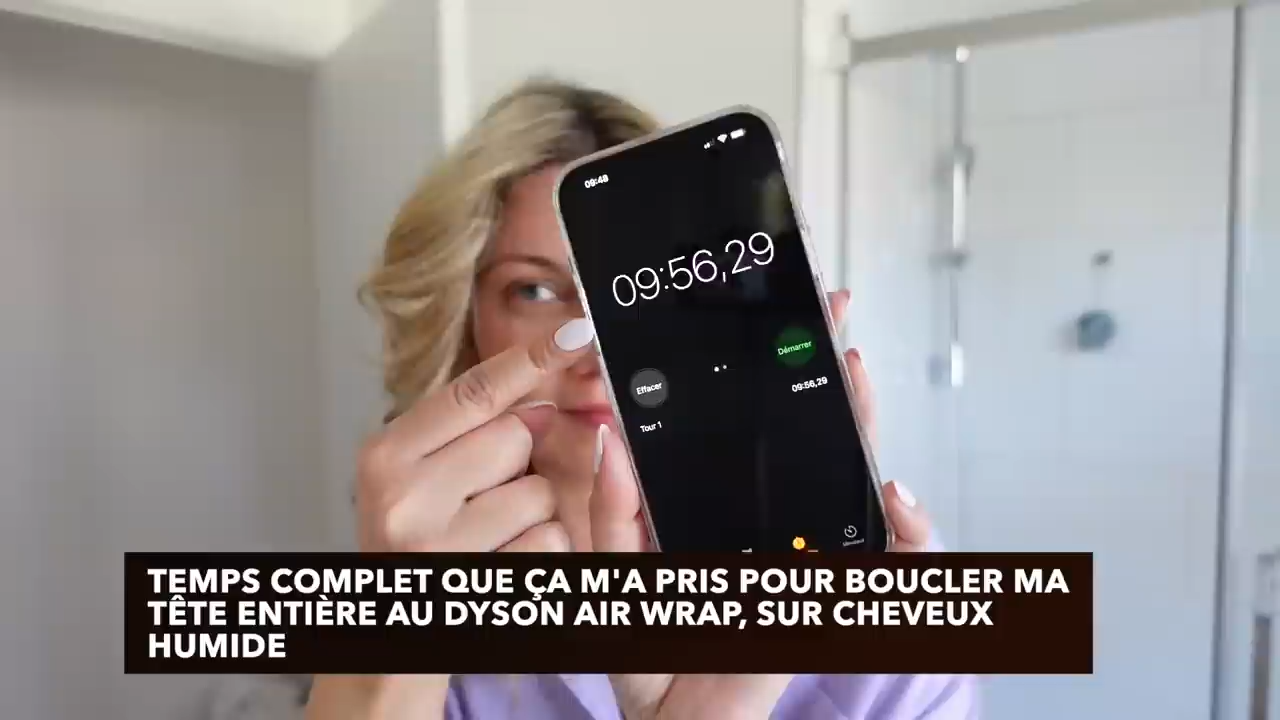 09:48
09:56,29
Démarrer
Effacer
09:56,29
Tour 1
TEMPS COMPLET QUE ÇA M'A PRIS POUR BOUCLER MA
TÊTE ENTIÈRE AU DYSON AIR WRAP, SUR CHEVEUX
HUMIDE